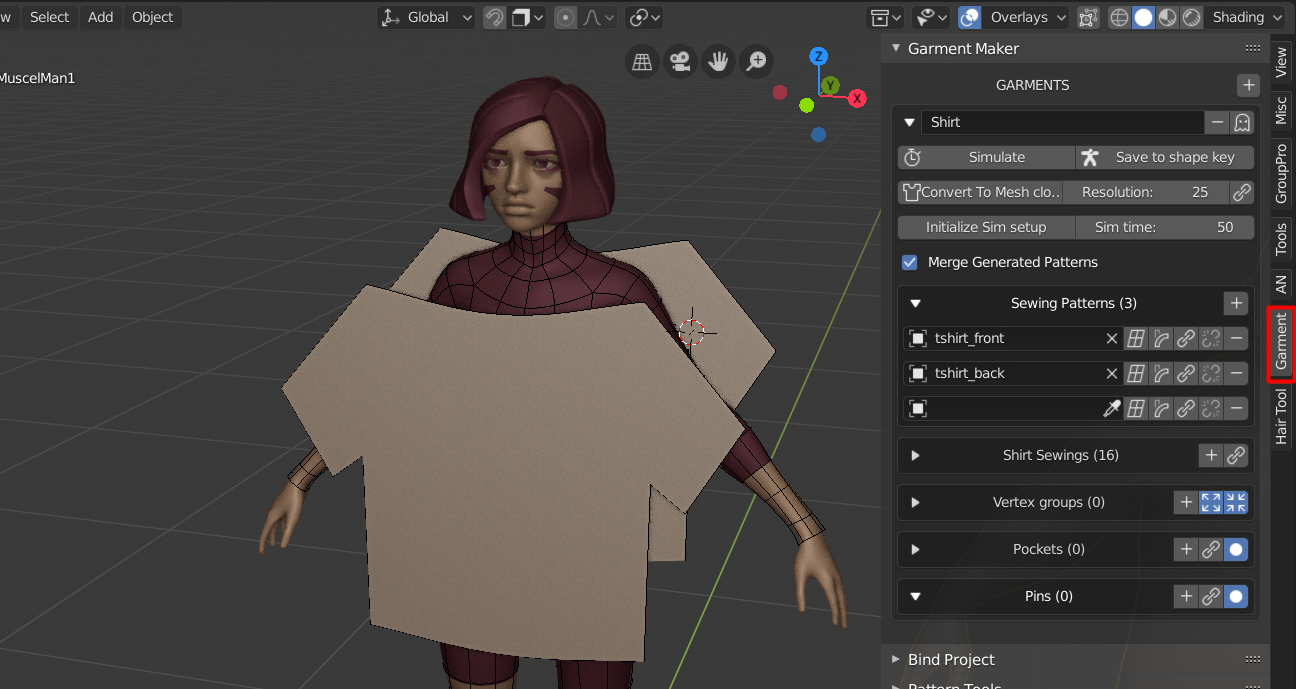 Select Add Object Global Overlays Shading
MuscelMan1
Z
Y
X
Garment Maker
GARMENTS
Shirt
Simulate Save to shape key
Convert To Mesh clo.. Resolution: 25
Initialize Sim setup Sim time: 50
Merge Generated Patterns
Sewing Patterns (3)
tshirt_front
tshirt_back
Shirt Sewings (16)
Vertex groups (0)
Pockets (0)
Pins (0)
Bind Project
Pattern Tools
View
Misc
GroupPro
Tools
AN
Garment
Hair Tool